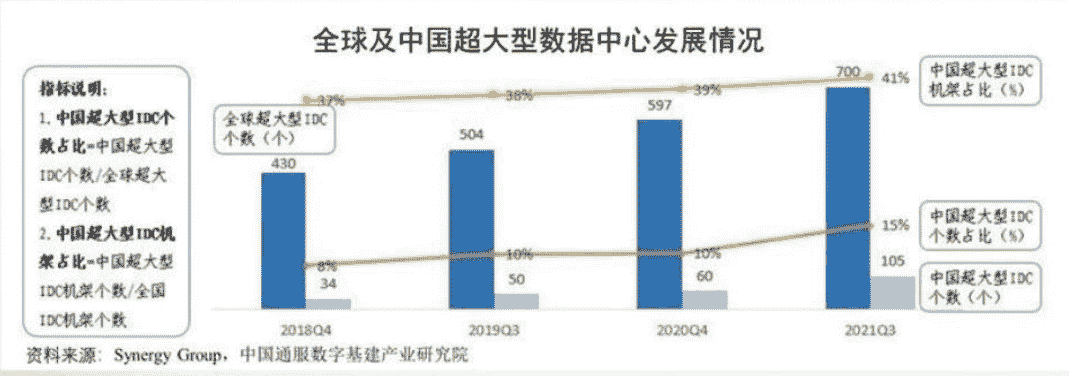 全球及中国超大型数据中心发展情况
指标说明:
1. 中国超大型IDC个
数占比=中国超大型
IDC个数/全球超大
型IDC个数
2. 中国超大型IDC机
架占比=中国超大型
IDC机架个数/全国
IDC机架个数
全球超大型IDC
个数（个）
37%
38%
39%
41%
中国超大型IDC
机架占比（%）
430
504
597
700
8%
10%
10%
15%
中国超大型IDC
个数占比（%）
34
50
60
105
中国超大型IDC
个数（个）
2018Q4
2019Q3
2020Q4
2021Q3
资料来源：Synergy Group，中国通服数字基建产业研究院